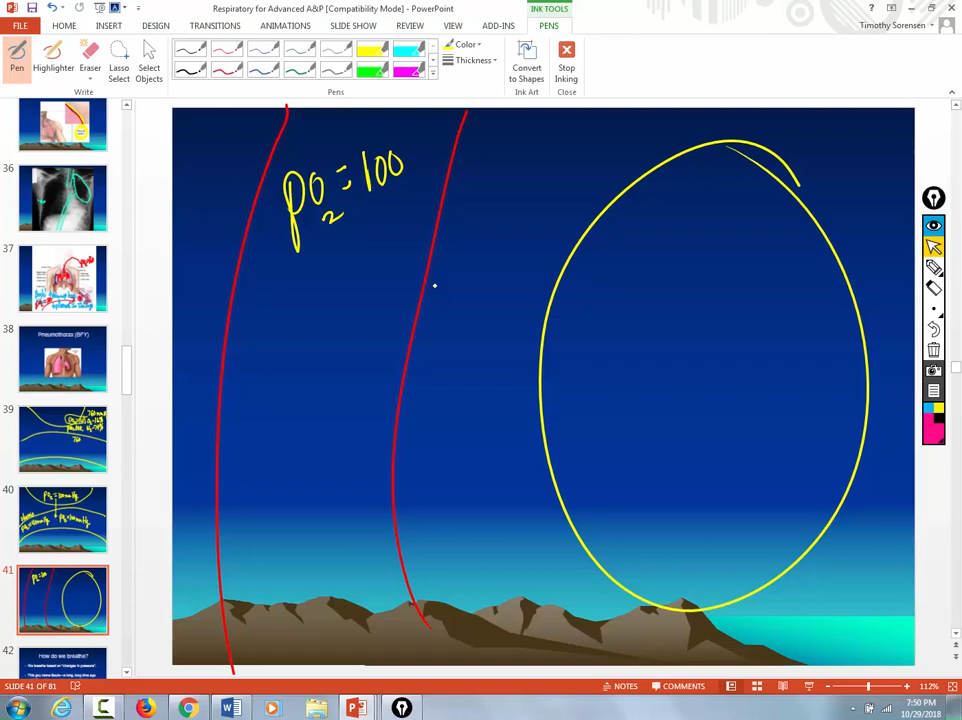 Respiratory for Advanced A&P [Compatibility Mode] - PowerPoint
INK TOOLS
Timothy Sorensen
FILE HOME INSERT DESIGN TRANSITIONS ANIMATIONS SLIDE SHOW REVIEW VIEW ADD-INS PENS
Pen Highlighter Eraser Lasso Select Select Objects
Color
Thickness
Convert to Shapes
Stop Inking
Write Pens Ink Art Close
36
37
38
Pneumothorax (BFY)
39
760
40
41
42
How do we breathe?
PO2 = 100
SLIDE 41 OF 81
NOTES COMMENTS 112%
7:50 PM
10/29/2018